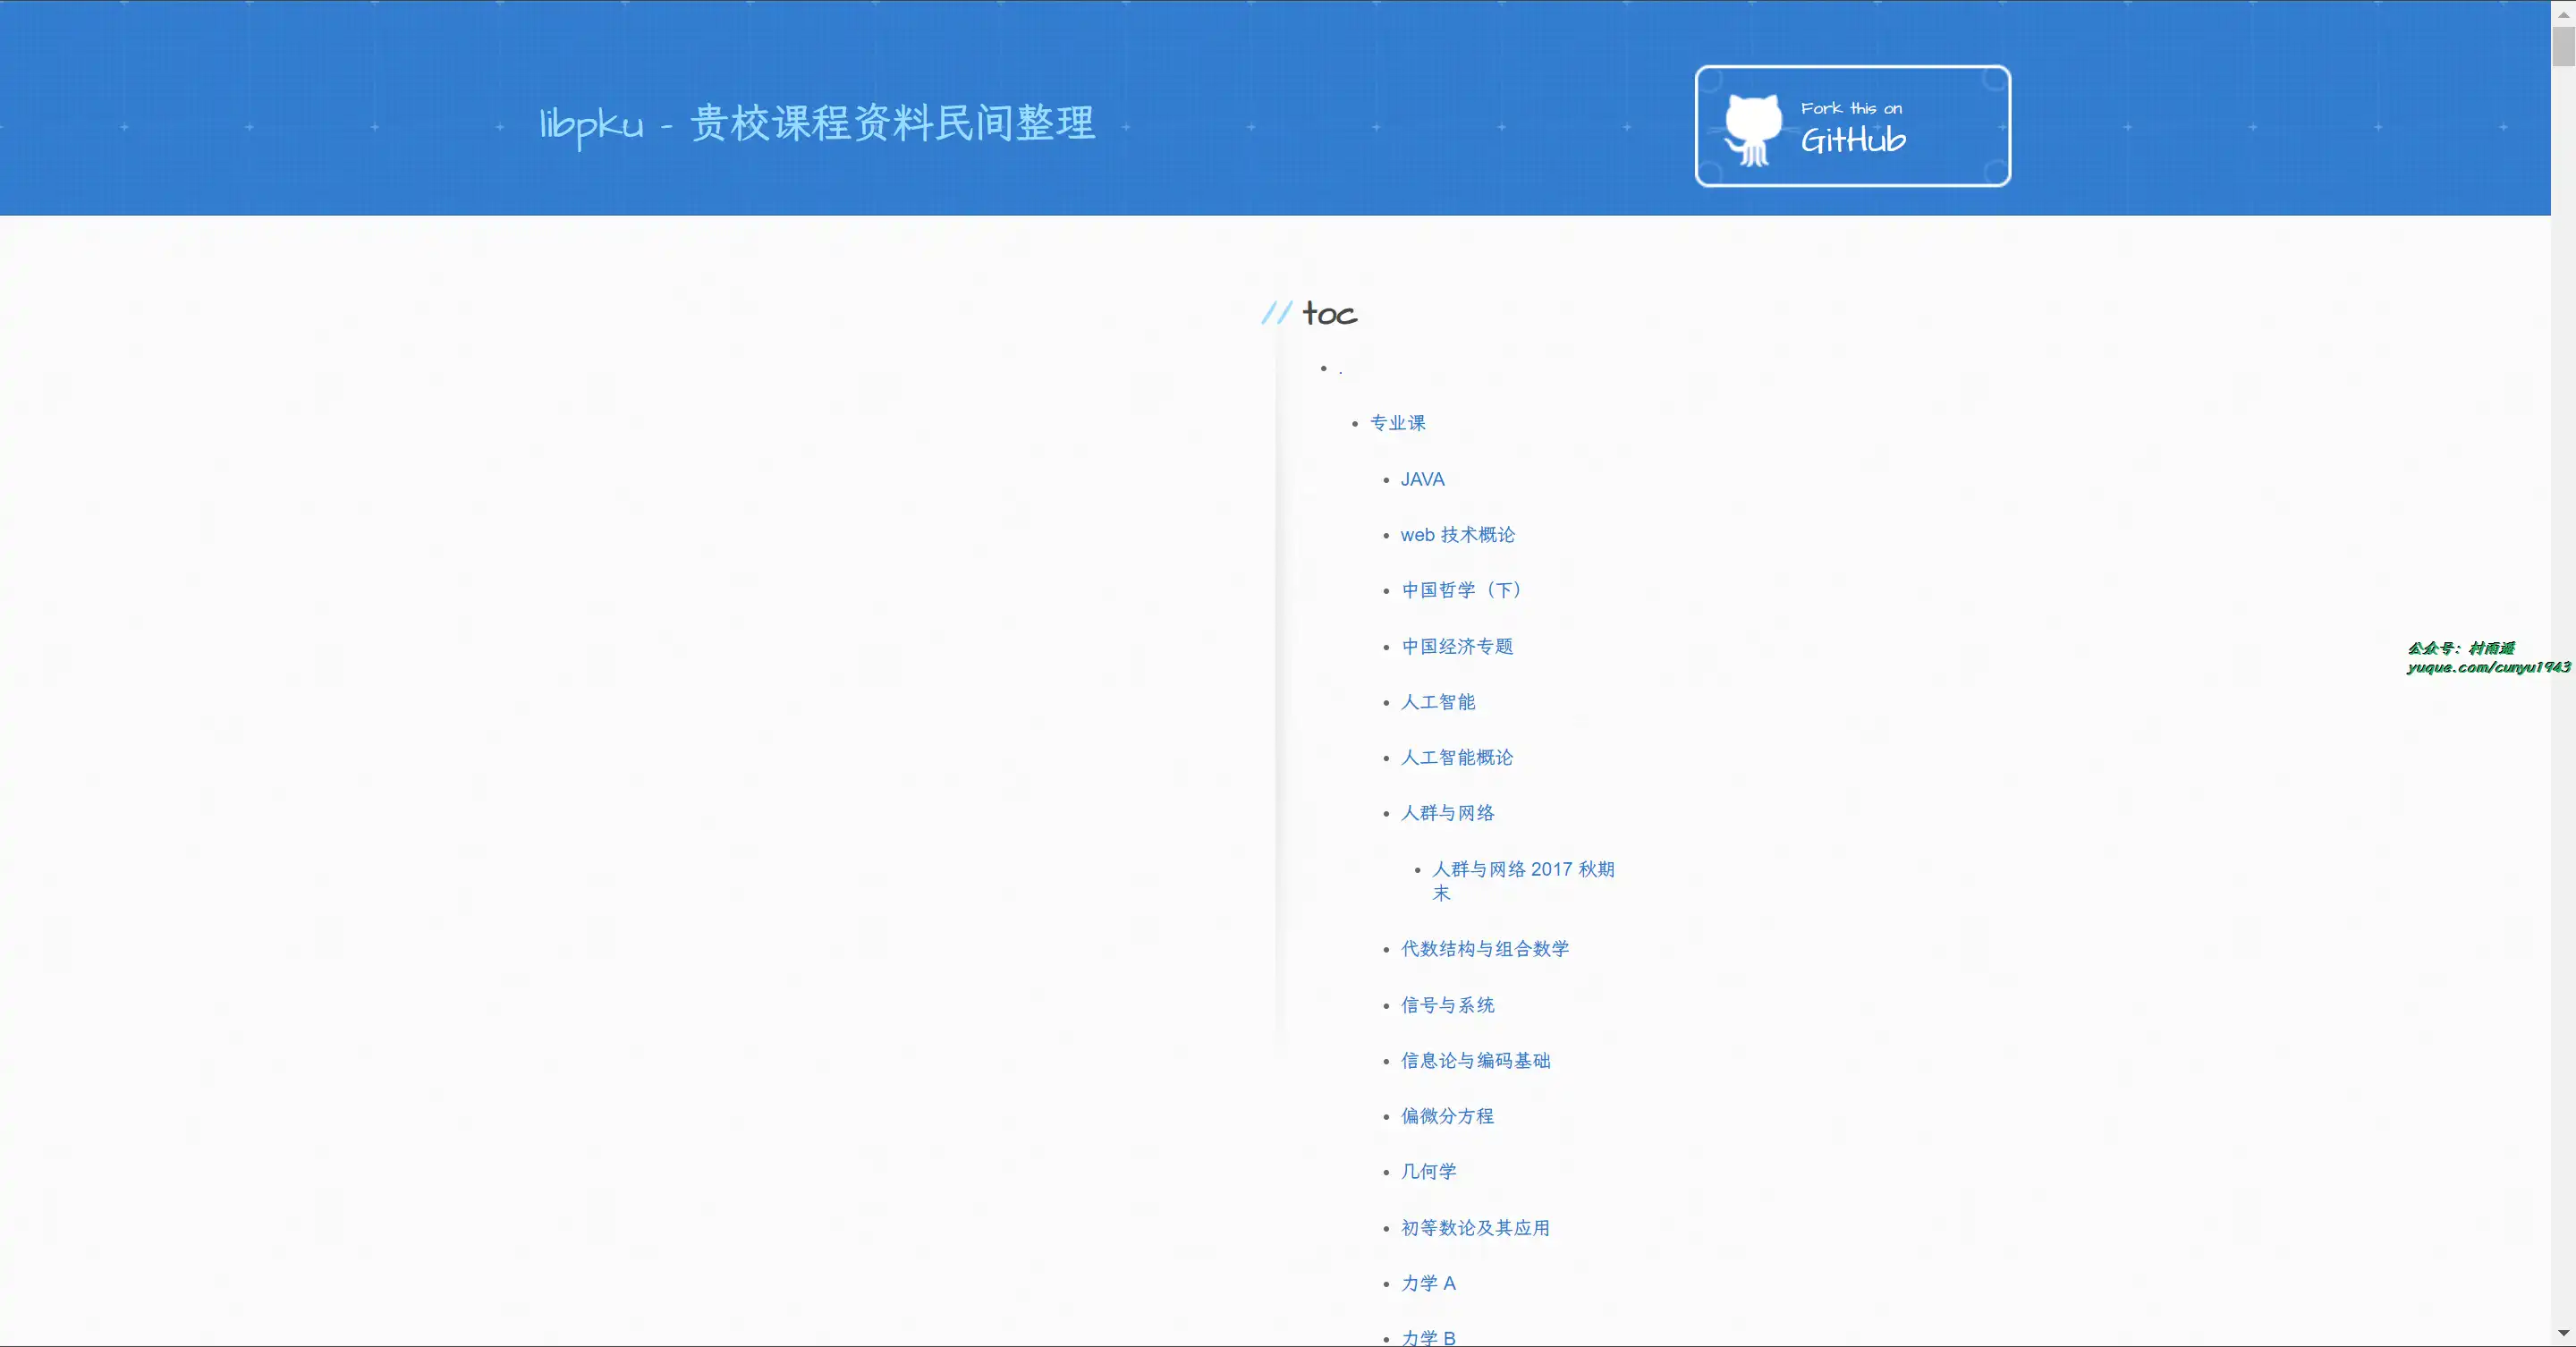 libpku - 贵校课程资料民间整理
Fork this on
GitHub
// toc
.
专业课
JAVA
web 技术概论
中国哲学（下）
中国经济专题
人工智能
人工智能概论
人群与网络
人群与网络 2017 秋期
末
代数结构与组合数学
信号与系统
信息论与编码基础
偏微分方程
几何学
初等数论及其应用
力学 A
力学 B
公众号：村雨遥
yuque.com/cunyu1943